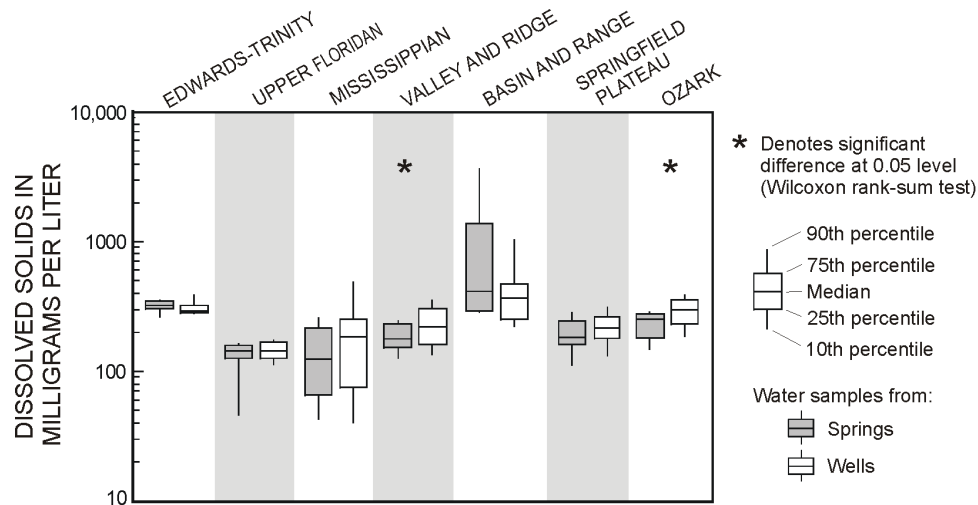 EDWARDS-TRINITY
UPPER FLORIDAN
MISSISSIPPIAN
VALLEY AND RIDGE
BASIN AND RANGE
SPRINGFIELD
PLATEAU
OZARK
DISSOLVED SOLIDS IN
MILLIGRAMS PER LITER
10,000
1000
100
10
*
*
* Denotes significant
difference at 0.05 level
(Wilcoxon rank-sum test)
90th percentile
75th percentile
Median
25th percentile
10th percentile
Water samples from:
Springs
Wells